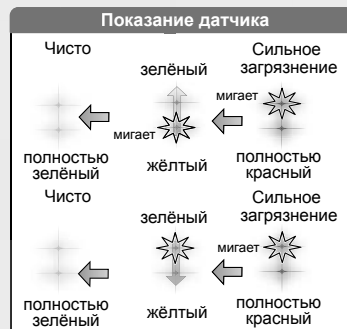 Показание датчика
Чисто
зелёный
Сильное
загрязнение
мигает
мигает
полностью
зелёный
жёлтый
полностью
красный
Чисто
зелёный
Сильное
загрязнение
мигает
полностью
зелёный
жёлтый
полностью
красный